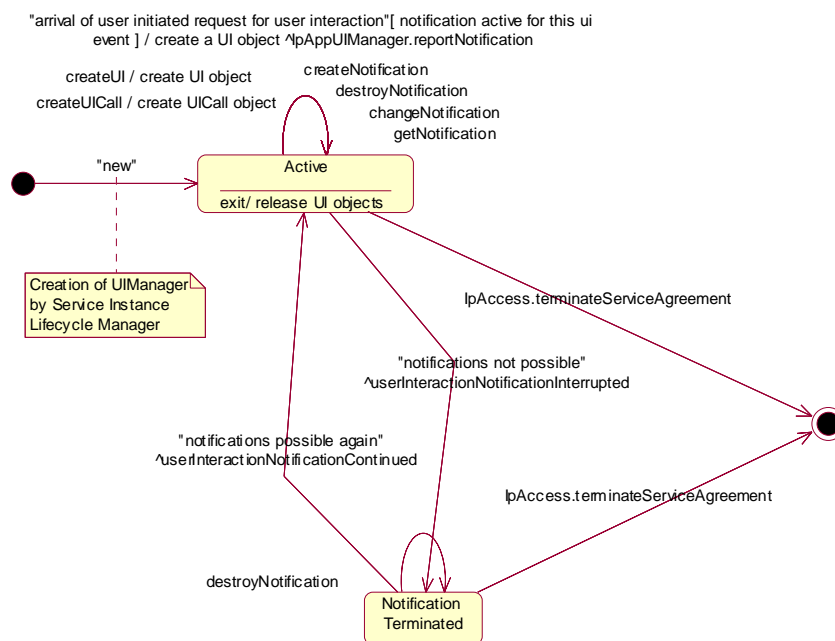 "arrival of user initiated request for user interaction"[ notification active for this ui
event ] / create a UI object ^IpAppUIManager.reportNotification
createUI / create UI object
createUICall / create UICall object
createNotification
destroyNotification
changeNotification
getNotification
"new"
Active
exit/ release UI objects
Creation of UIManager
by Service Instance
Lifecycle Manager
IpAccess.terminateServiceAgreement
"notifications not possible"
^userInteractionNotificationInterrupted
"notifications possible again"
^userInteractionNotificationContinued
IpAccess.terminateServiceAgreement
destroyNotification
Notification
Terminated